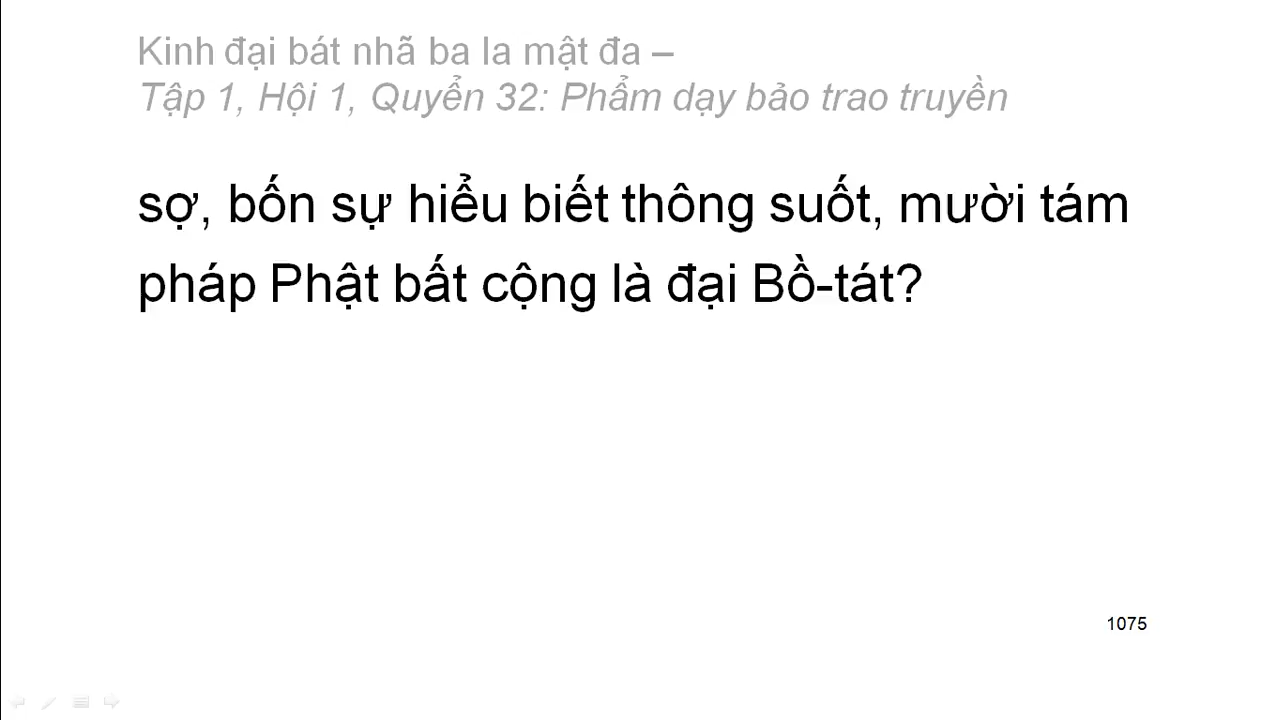 Kinh đại bát nhã ba la mật đa –
Tập 1, Hội 1, Quyển 32: Phẩm dạy bảo trao truyền
sợ, bốn sự hiểu biết thông suốt, mười tám
pháp Phật bất cộng là đại Bồ-tát?
1075